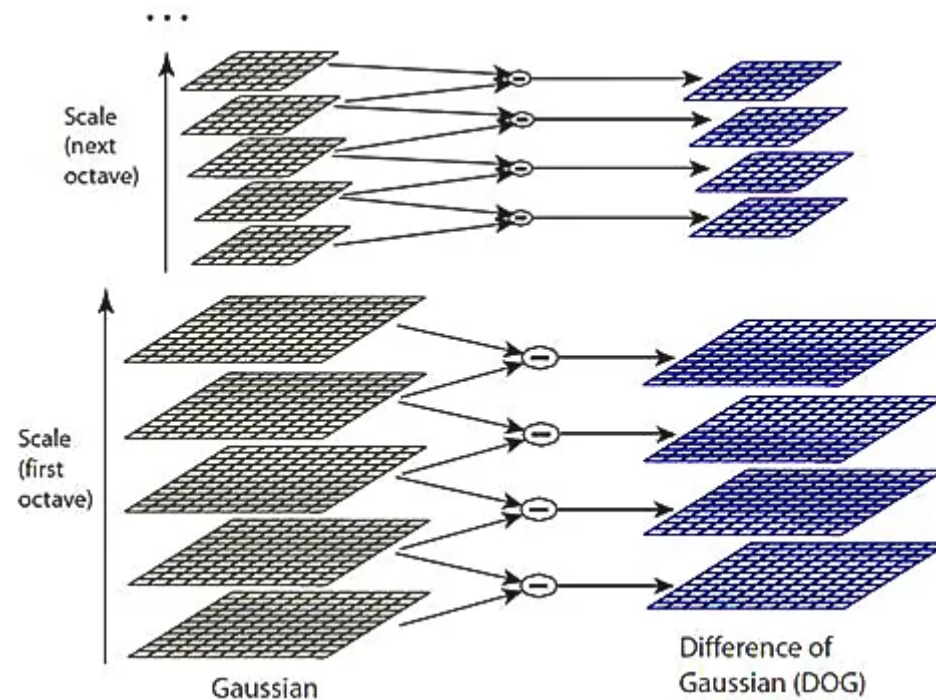 ...
Scale
(next
octave)
Scale
(first
octave)
Gaussian
Difference of
Gaussian (DOG)